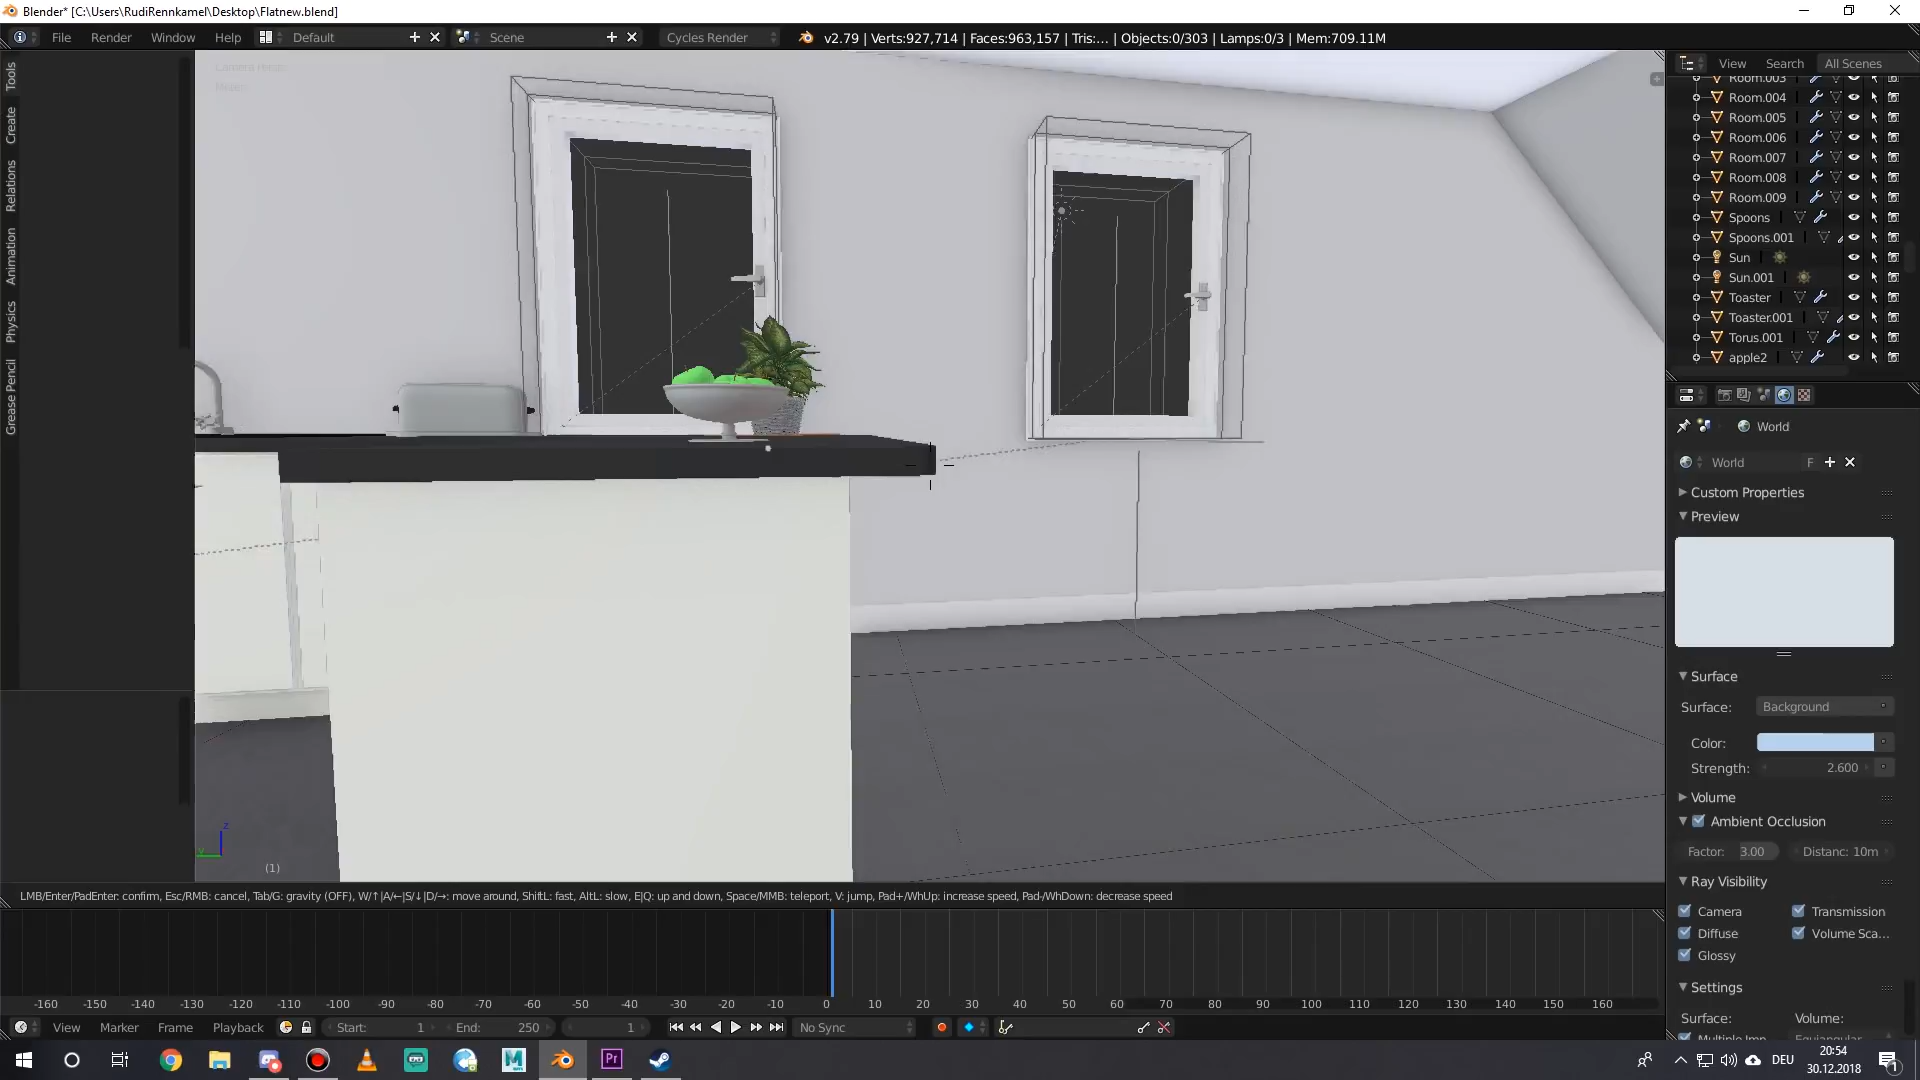 Blender* [C:\Users\RudiRennkamel\Desktop\Flatnew.blend]
File Render Window Help Default Scene Cycles Render v2.79 | Verts:927,714 | Faces:963,157 | Tris:... | Objects:0/303 | Lamps:0/3 | Mem:709.11M
View Search All Scenes
Room.003
Room.004
Room.005
Room.006
Room.007
Room.008
Room.009
Spoons
Spoons.001
Sun
Sun.001
Toaster
Toaster.001
Torus.001
apple2
Tools
Create
Relations
Animation
Physics
Grease Pencil
World
World F
Custom Properties
Preview
Surface
Surface: Background
Color:
Strength: 2.600
Volume
Ambient Occlusion
Factor: 3.00 Distanc: 10m
Ray Visibility
Camera Transmission
Diffuse Volume Sca...
Glossy
Settings
Surface: Volume:
z
y
(1)
LMB/Enter/PadEnter: confirm, Esc/RMB: cancel, Tab/G: gravity (OFF), W/↑|A/←|S/↓|D/→: move around, ShiftL: fast, AltL: slow, E|Q: up and down, Space/MMB: teleport, V: jump, Pad+/WhUp: increase speed, Pad-/WhDown: decrease speed
-160 -150 -140 -130 -120 -110 -100 -90 -80 -70 -60 -50 -40 -30 -20 -10 0 10 20 30 40 50 60 70 80 90 100 110 120 130 140 150 160
View Marker Frame Playback Start: 1 End: 250 1 No Sync
M
Pr
DEU
20:54
30.12.2018
1